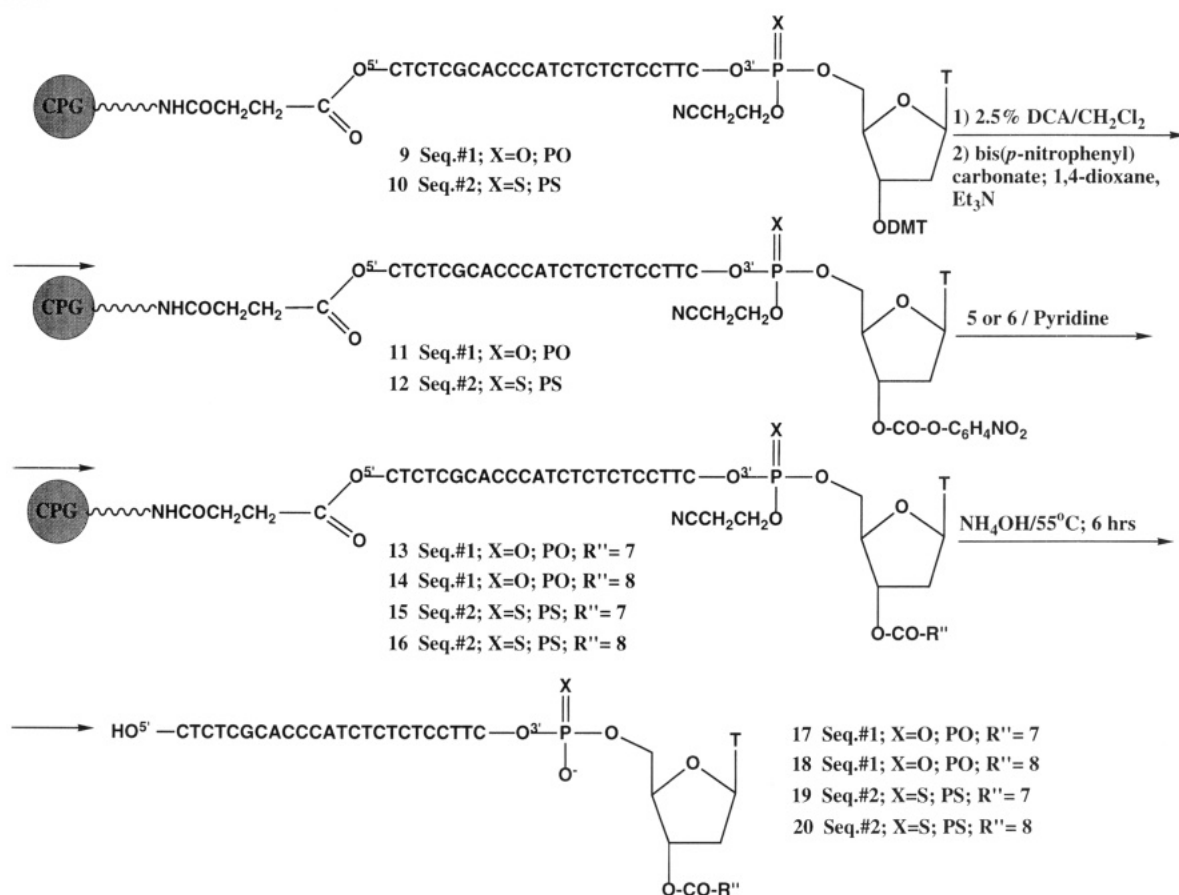 X
O5'—CTCTCGCACCCATCTCTCTCCTTC—O3'—P—O
T
CPG NHCOCH2CH2—C O
NCCH2CH2O
O
ODMT
9 Seq.#1; X=O; PO
10 Seq.#2; X=S; PS
1) 2.5% DCA/CH2Cl2
2) bis(p-nitrophenyl)
carbonate; 1,4-dioxane,
Et3N
X
O5'—CTCTCGCACCCATCTCTCTCCTTC—O3'—P—O
T
CPG NHCOCH2CH2—C O
NCCH2CH2O
O
O-CO-O-C6H4NO2
11 Seq.#1; X=O; PO
12 Seq.#2; X=S; PS
5 or 6 / Pyridine
X
O5'—CTCTCGCACCCATCTCTCTCCTTC—O3'—P—O
T
CPG NHCOCH2CH2—C O
NCCH2CH2O
O
O-CO-R"
13 Seq.#1; X=O; PO; R"= 7
14 Seq.#1; X=O; PO; R"= 8
15 Seq.#2; X=S; PS; R"= 7
16 Seq.#2; X=S; PS; R"= 8
NH4OH/55oC; 6 hrs
X
HO5' —CTCTCGCACCCATCTCTCTCCTTC—O3'—P—O
T
O-
O
O-CO-R"
17 Seq.#1; X=O; PO; R"= 7
18 Seq.#1; X=O; PO; R"= 8
19 Seq.#2; X=S; PS; R"= 7
20 Seq.#2; X=S; PS; R"= 8